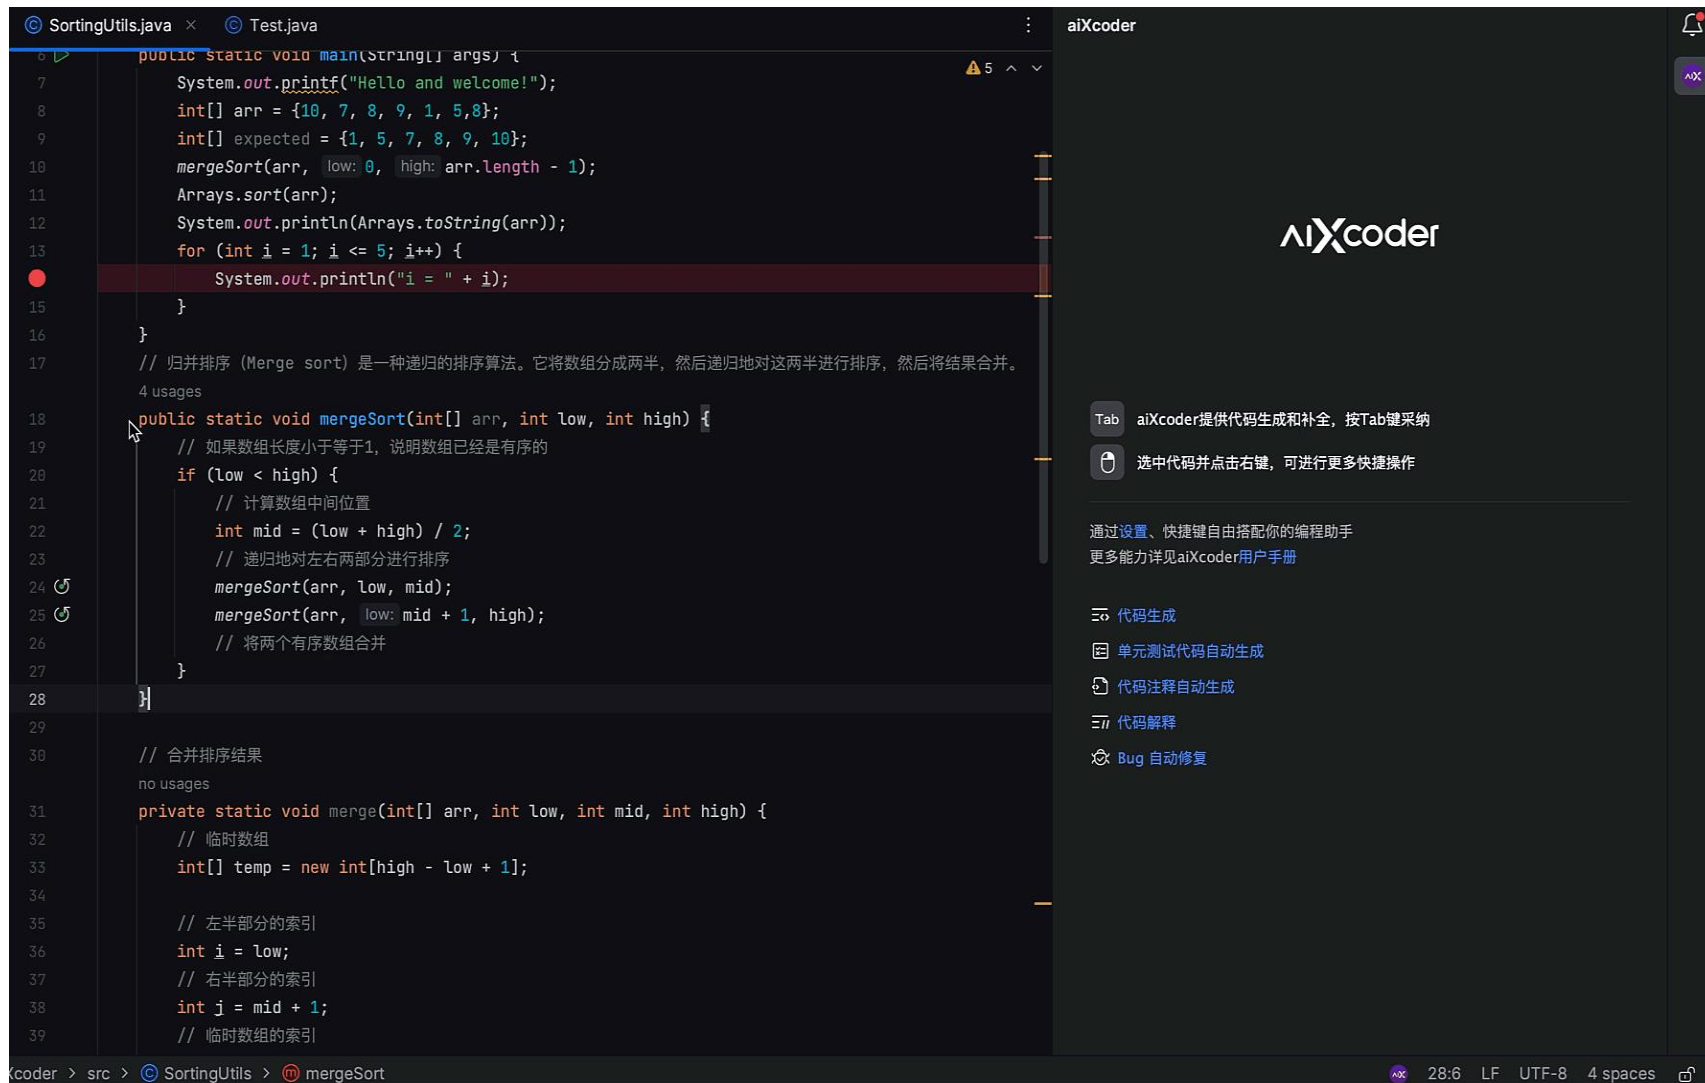 SortingUtils.java
Test.java
aiXcoder
5
6 public static void main(String[] args) {
7 System.out.printf("Hello and welcome!");
8 int[] arr = {10, 7, 8, 9, 1, 5,8};
9 int[] expected = {1, 5, 7, 8, 9, 10};
10 mergeSort(arr, low: 0, high: arr.length - 1);
11 Arrays.sort(arr);
12 System.out.println(Arrays.toString(arr));
13 for (int i = 1; i <= 5; i++) {
System.out.println("i = " + i);
15 }
16 }
17 // 归并排序（Merge sort）是一种递归的排序算法。它将数组分成两半，然后递归地对这两半进行排序，然后将结果合并。
4 usages
18 public static void mergeSort(int[] arr, int low, int high) {
19 // 如果数组长度小于等于1，说明数组已经是有序的
20 if (low < high) {
21 // 计算数组中间位置
22 int mid = (low + high) / 2;
23 // 递归地对左右两部分进行排序
24 mergeSort(arr, low, mid);
25 mergeSort(arr, low: mid + 1, high);
26 // 将两个有序数组合并
27 }
28 }
29
30 // 合并排序结果
no usages
31 private static void merge(int[] arr, int low, int mid, int high) {
32 // 临时数组
33 int[] temp = new int[high - low + 1];
34
35 // 左半部分的索引
36 int i = low;
37 // 右半部分的索引
38 int j = mid + 1;
39 // 临时数组的索引
aiXcoder
Tab aiXcoder提供代码生成和补全，按Tab键采纳
选中代码并点击右键，可进行更多快捷操作
通过设置、快捷键自由搭配你的编程助手
更多能力详见aiXcoder用户手册
代码生成
单元测试代码自动生成
代码注释自动生成
代码解释
Bug 自动修复
Xcoder > src > SortingUtils > mergeSort
28:6 LF UTF-8 4 spaces